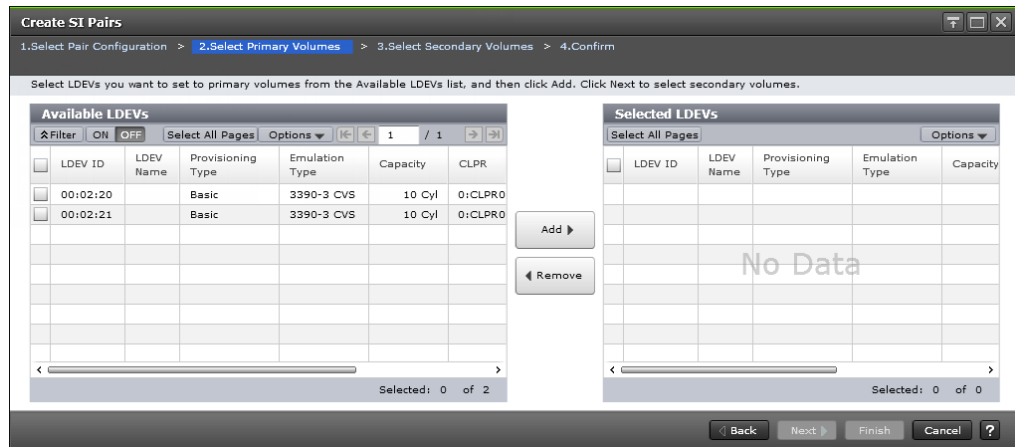 Create SI Pairs
1.Select Pair Configuration > 2.Select Primary Volumes > 3.Select Secondary Volumes > 4.Confirm
Select LDEVs you want to set to primary volumes from the Available LDEVs list, and then click Add. Click Next to select secondary volumes.
Available LDEVs
Filter ON OFF Select All Pages Options 1 / 1
LDEV ID LDEV Name Provisioning Type Emulation Type Capacity CLPR
00:02:20 Basic 3390-3 CVS 10 Cyl 0:CLPR0
00:02:21 Basic 3390-3 CVS 10 Cyl 0:CLPR0
Selected: 0 of 2
Add
Remove
Selected LDEVs
Select All Pages Options
LDEV ID LDEV Name Provisioning Type Emulation Type Capacity
No Data
Selected: 0 of 0
Back Next Finish Cancel ?